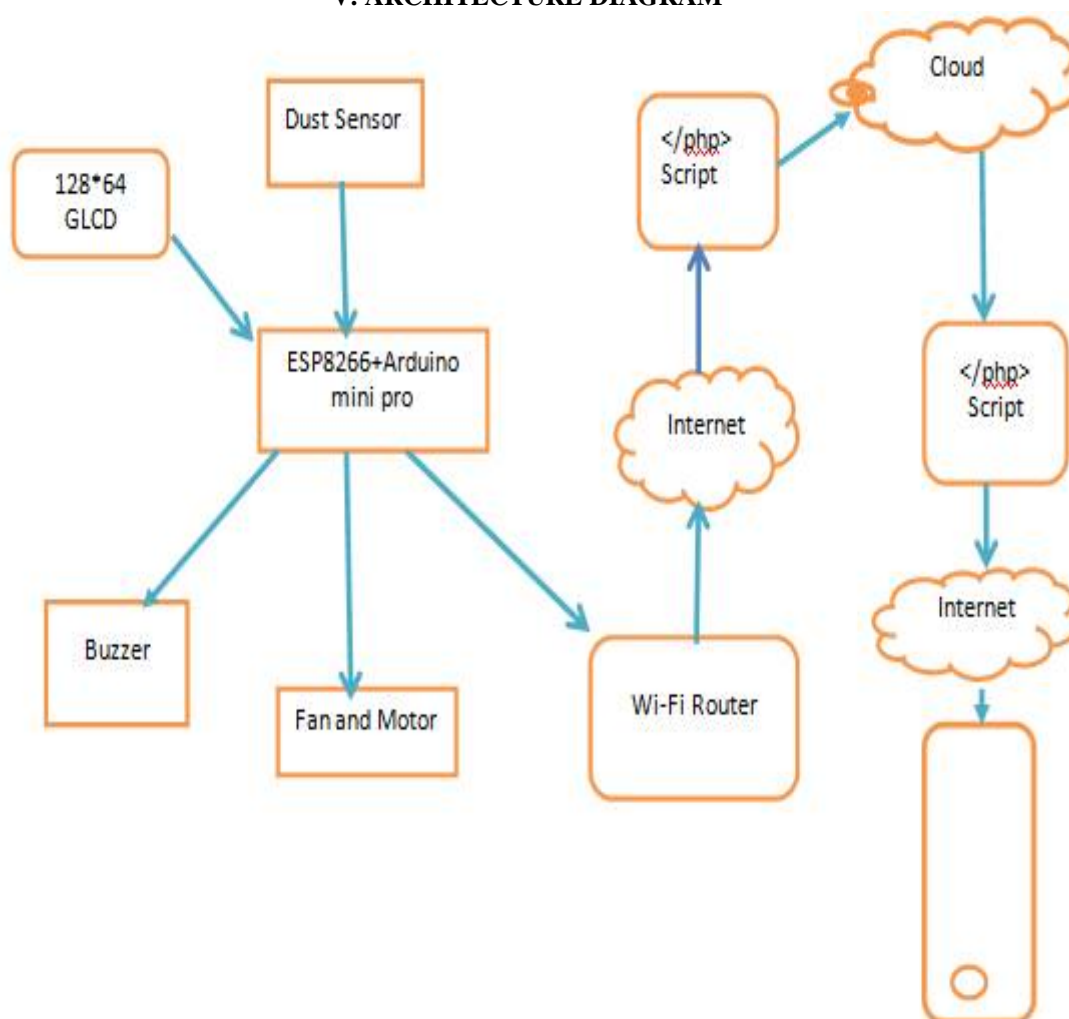 V. ARCHITECTURE DIAGRAM
Cloud
Dust Sensor
</php>
Script
128*64
GLCD
ESP8266+Arduino
mini pro
</php>
Script
Internet
Internet
Buzzer
Fan and Motor
Wi-Fi Router